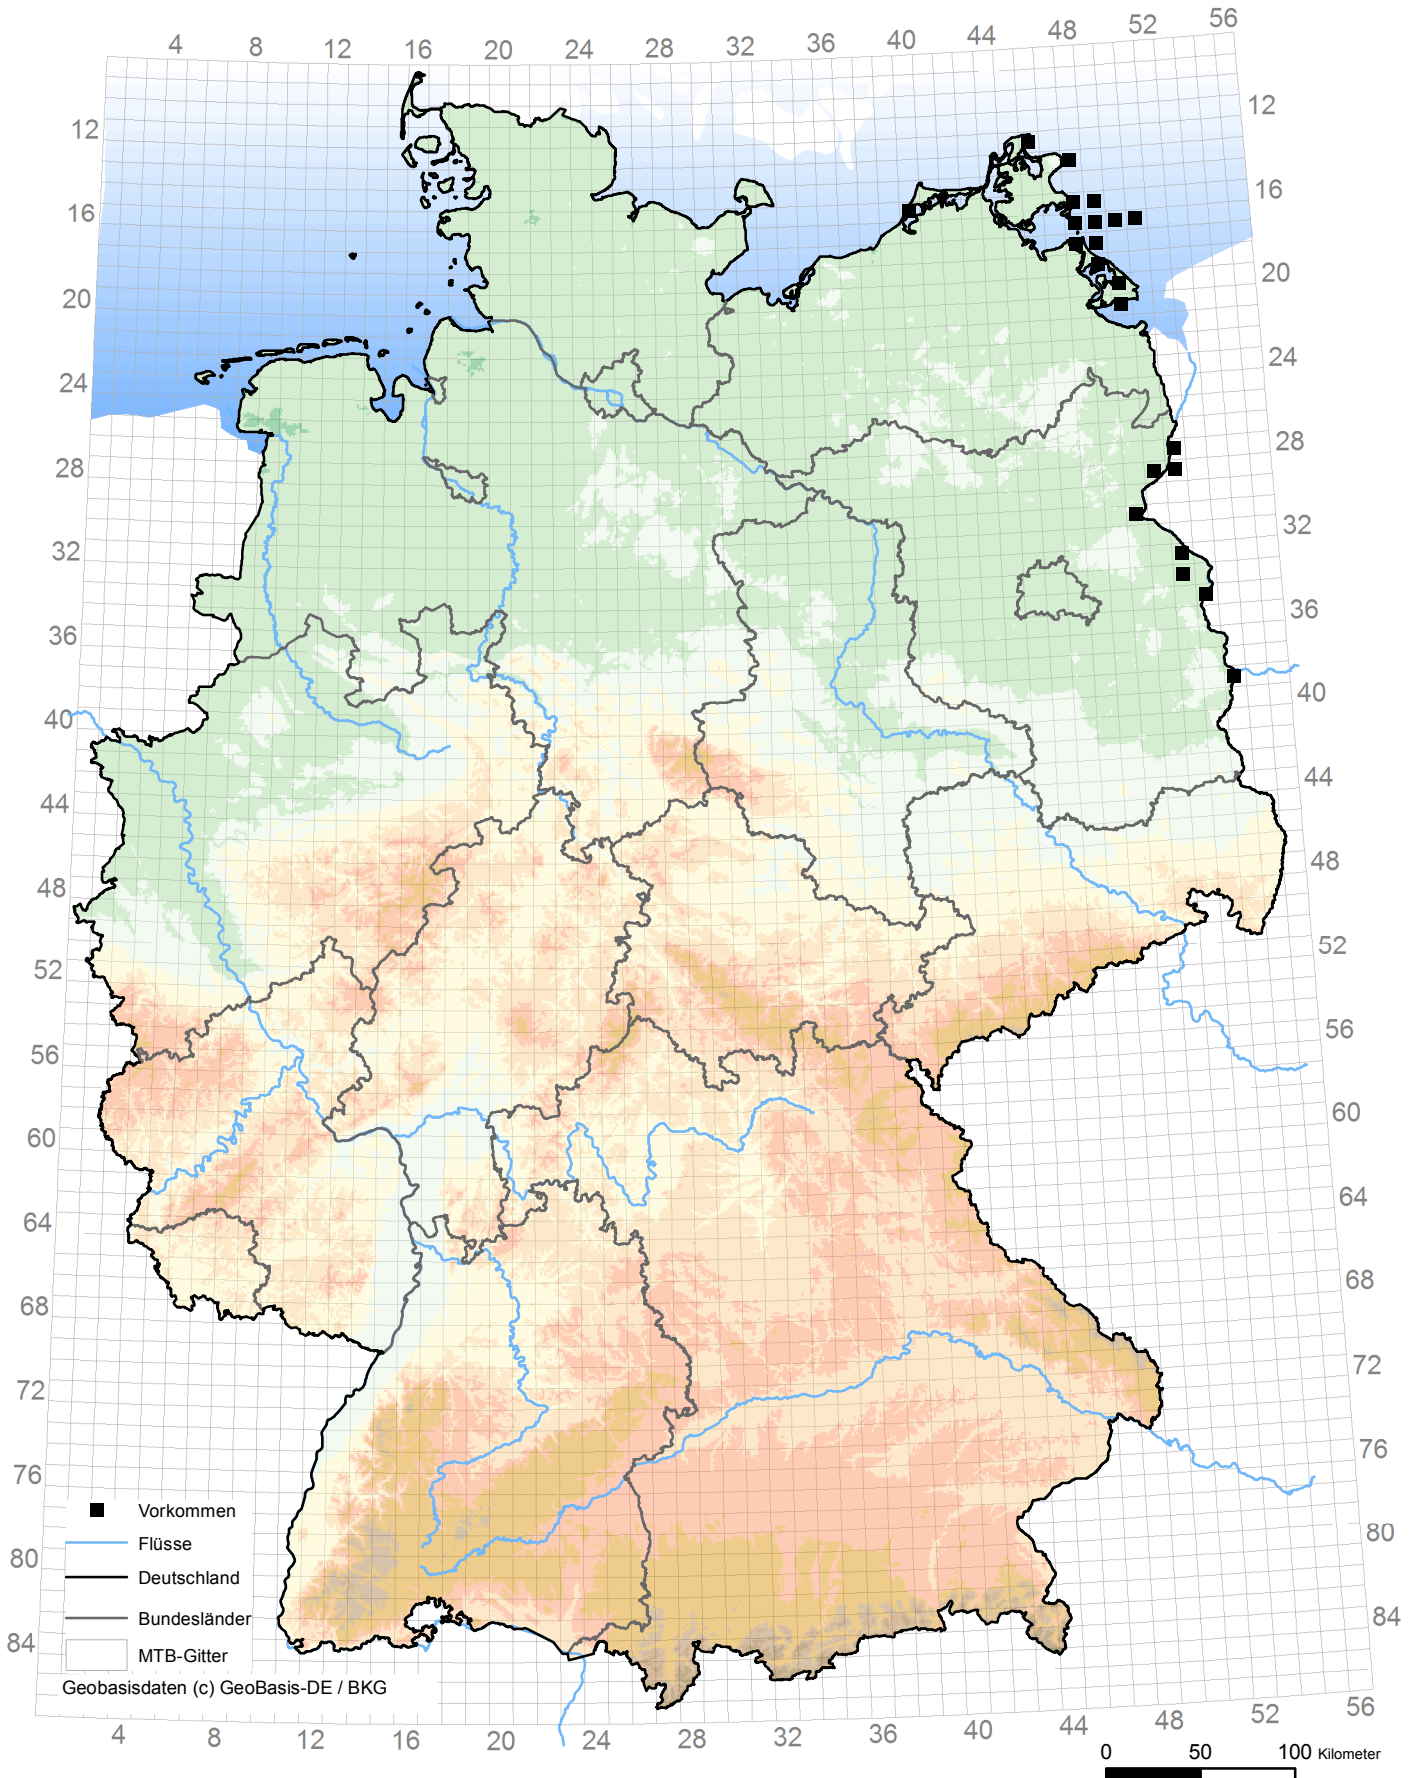 4 8 12 16 20 24 28 32 36 40 44 48 52 56
12 12
16 16
20 20
24 24
28 28
32 32
36 36
40 40
44 44
48 48
52 52
56 56
60 60
64 64
68 68
72 72
76 76
80 80
84 84
Vorkommen
Flüsse
Deutschland
Bundesländer
MTB-Gitter
Geobasisdaten (c) GeoBasis-DE / BKG
4 8 12 16 20 24 28 32 36 40 44 48 52 56
0 50 100 Kilometer